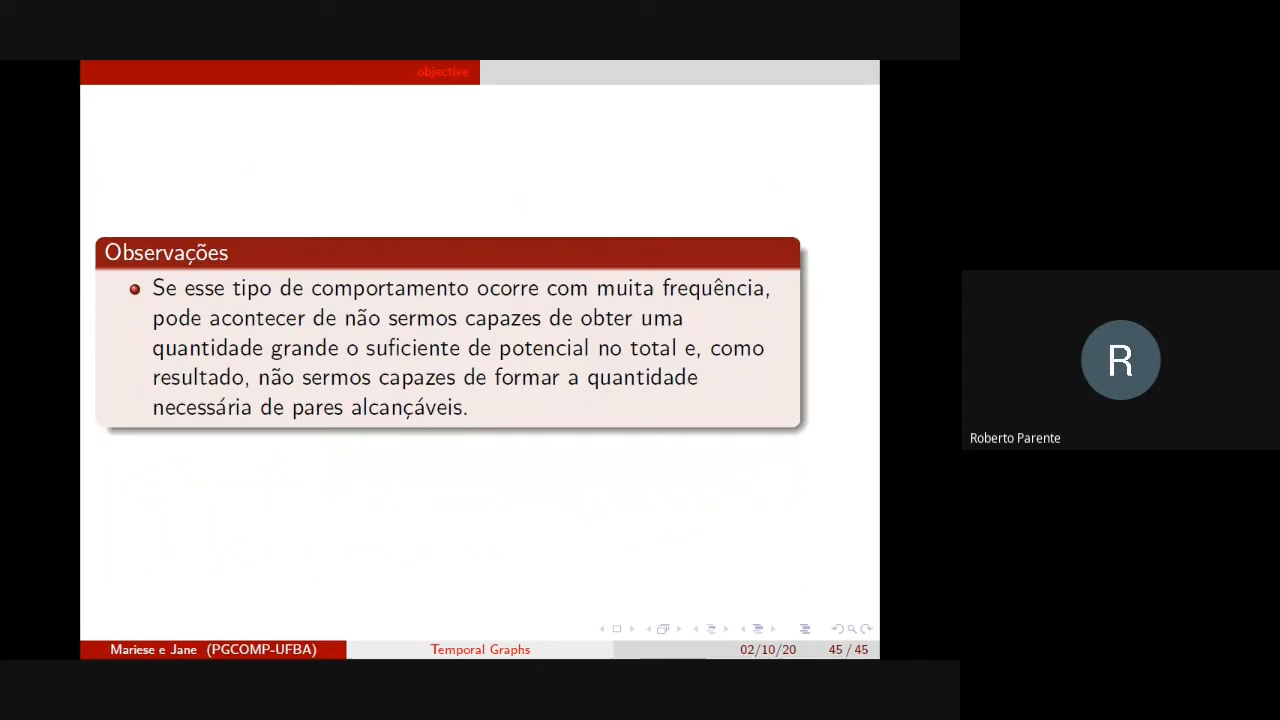 objective
Observações
Se esse tipo de comportamento ocorre com muita frequência,
pode acontecer de não sermos capazes de obter uma
quantidade grande o suficiente de potencial no total e, como
resultado, não sermos capazes de formar a quantidade
necessária de pares alcançáveis.
R
Roberto Parente
Mariese e Jane (PGCOMP-UFBA)
Temporal Graphs
02/10/20
45 / 45